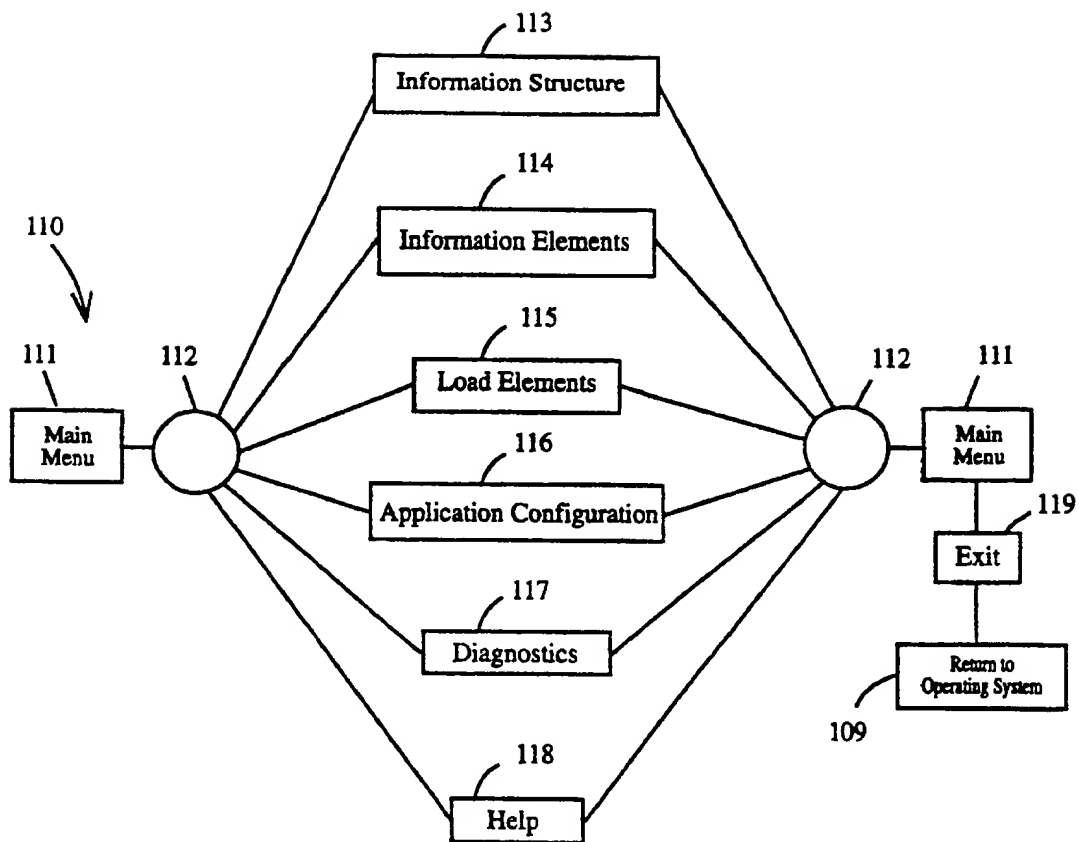 113
Information Structure
114
Information Elements
110
115
111
112
Load Elements
112
111
Main
Menu
116
Main
Menu
Application Configuration
119
Exit
117
Diagnostics
Return to
Operating System
109
118
Help